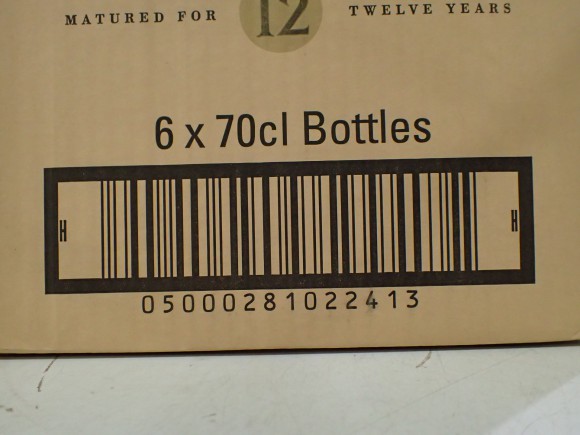 MATURED FOR 12 TWELVE YEARS
6 x 70cl Bottles
H H
05000281022413